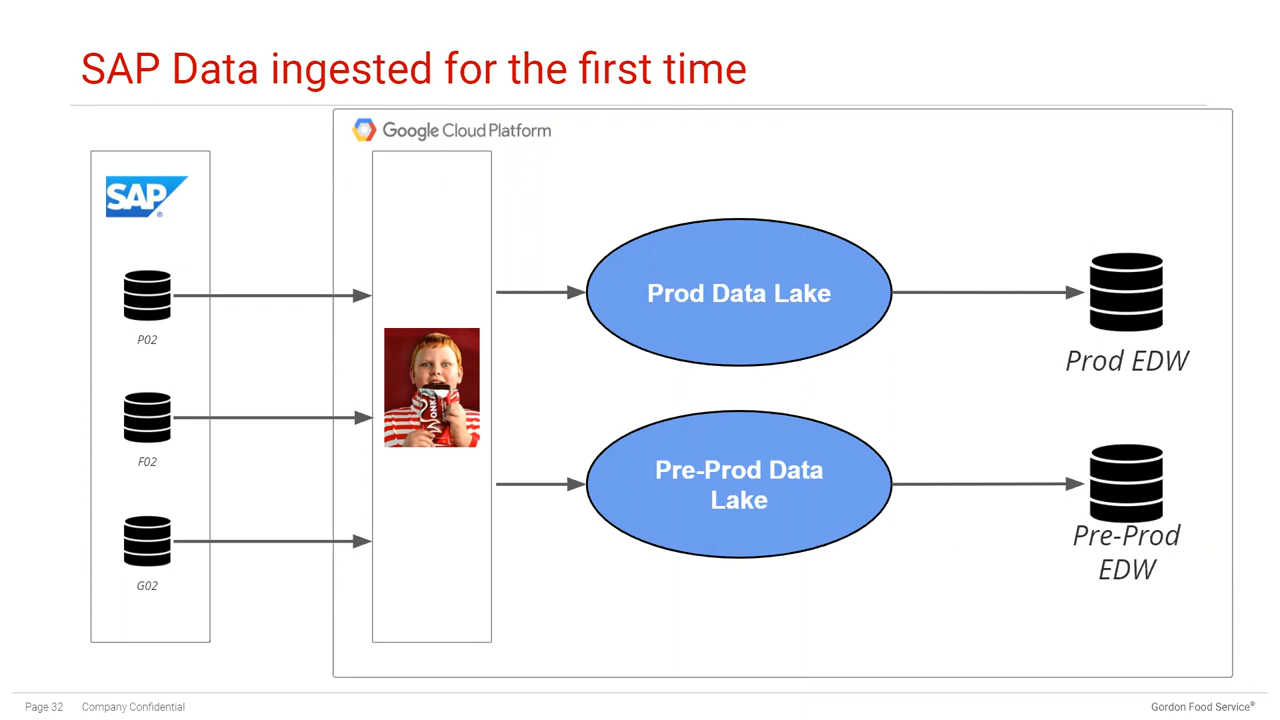 SAP Data ingested for the first time
Google Cloud Platform
SAP®
P02
F02
G02
WONKA
Prod Data Lake
Pre-Prod Data
Lake
Prod EDW
Pre-Prod
EDW
Page 32 Company Confidential
Gordon Food Service®